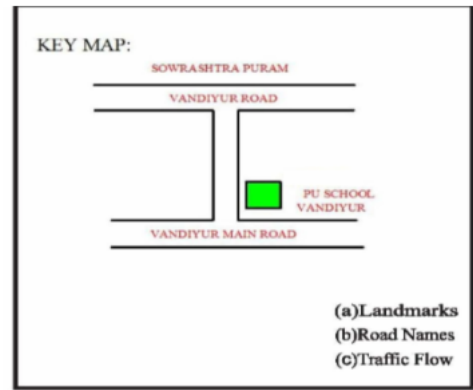 KEY MAP:
SOWRASHTRA PURAM
VANDIYUR ROAD
PU SCHOOL
VANDIYUR
VANDIYUR MAIN ROAD
(a)Landmarks
(b)Road Names
(c)Traffic Flow